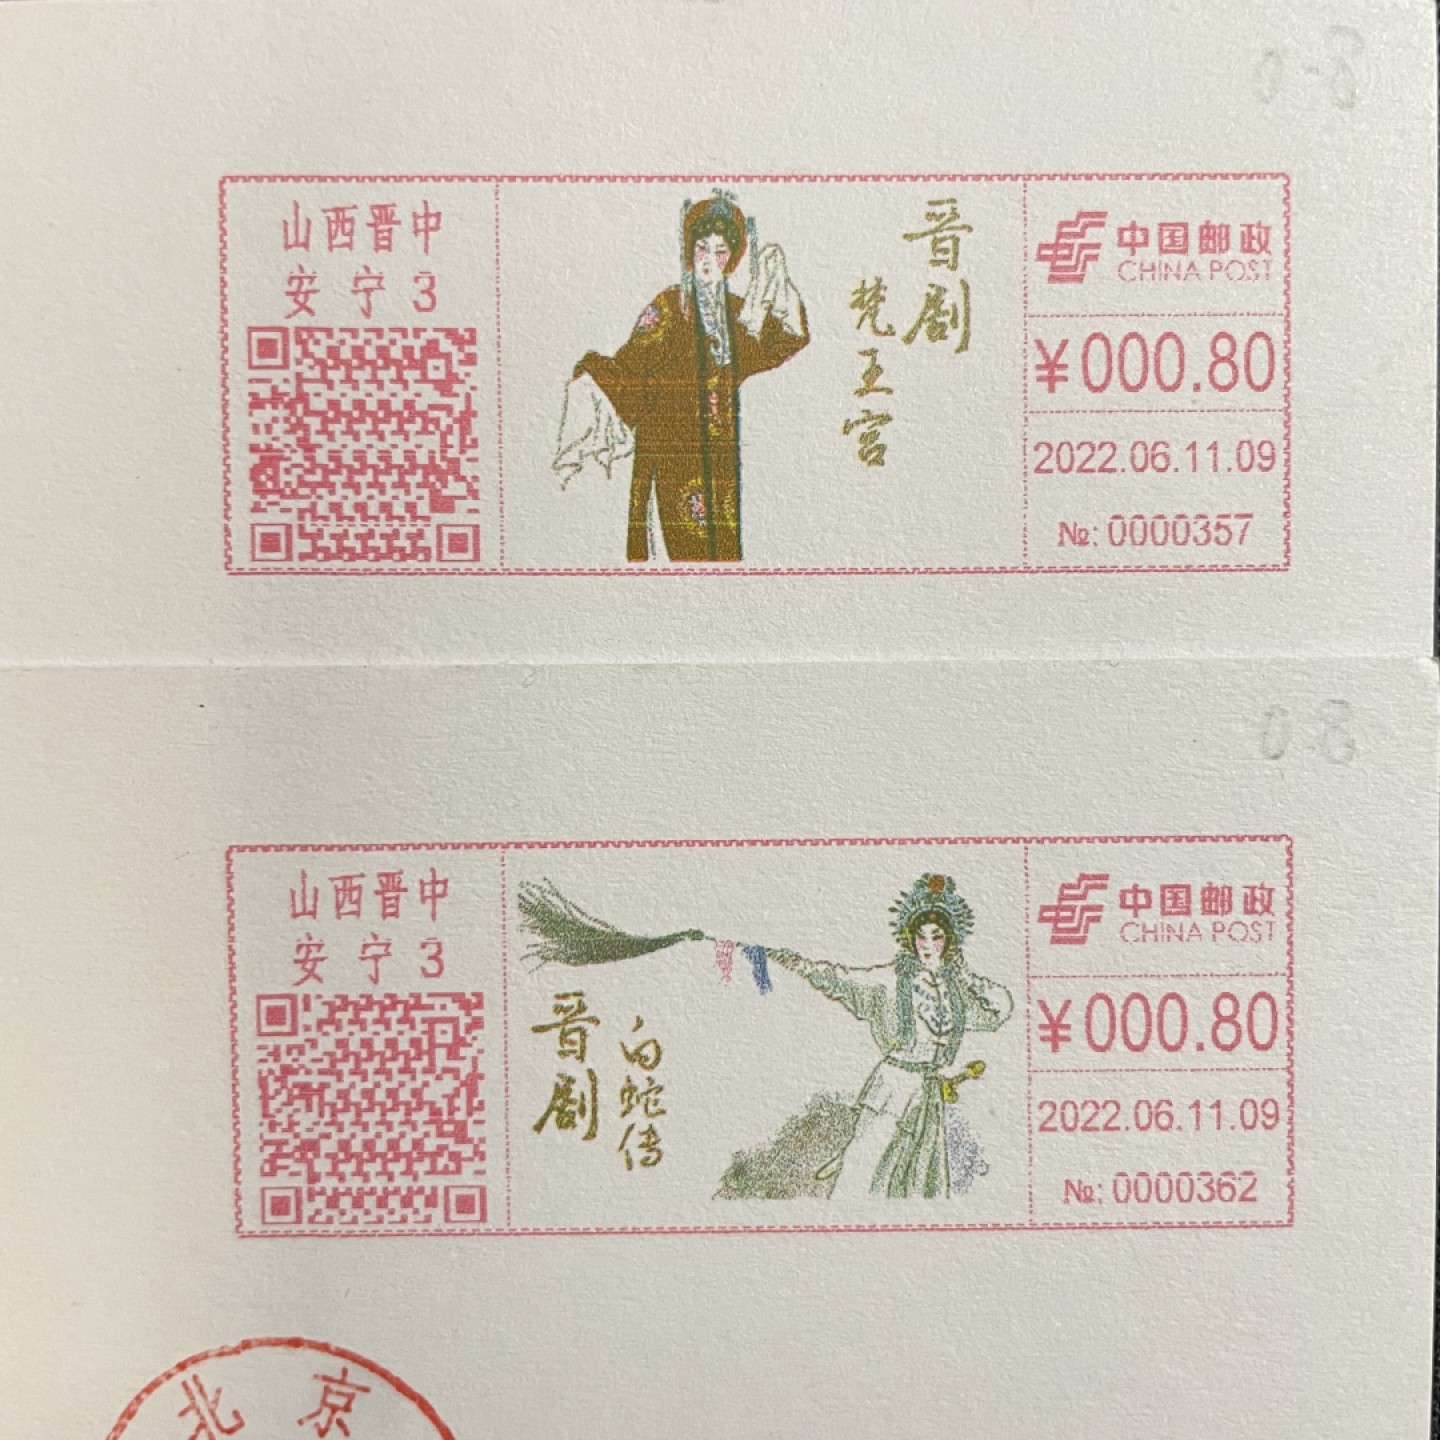 8-0
山西晋中
安宁3
晋剧
梵王宫
中国邮政
CHINA POST
¥000.80
2022.06.11.09
№: 0000357
8-0
山西晋中
安宁3
晋剧
白蛇传
中国邮政
CHINA POST
¥000.80
2022.06.11.09
№: 0000362
北京